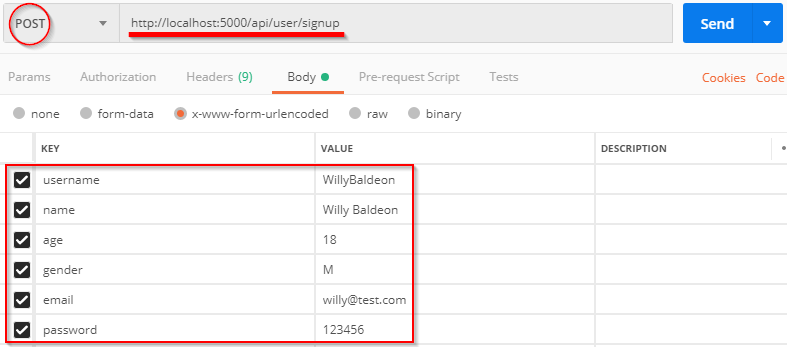 POST http://localhost:5000/api/user/signup Send
Params Authorization Headers (9) Body Pre-request Script Tests Cookies Code
none form-data x-www-form-urlencoded raw binary
KEY VALUE DESCRIPTION
username WillyBaldeon
name Willy Baldeon
age 18
gender M
email willy@test.com
password 123456